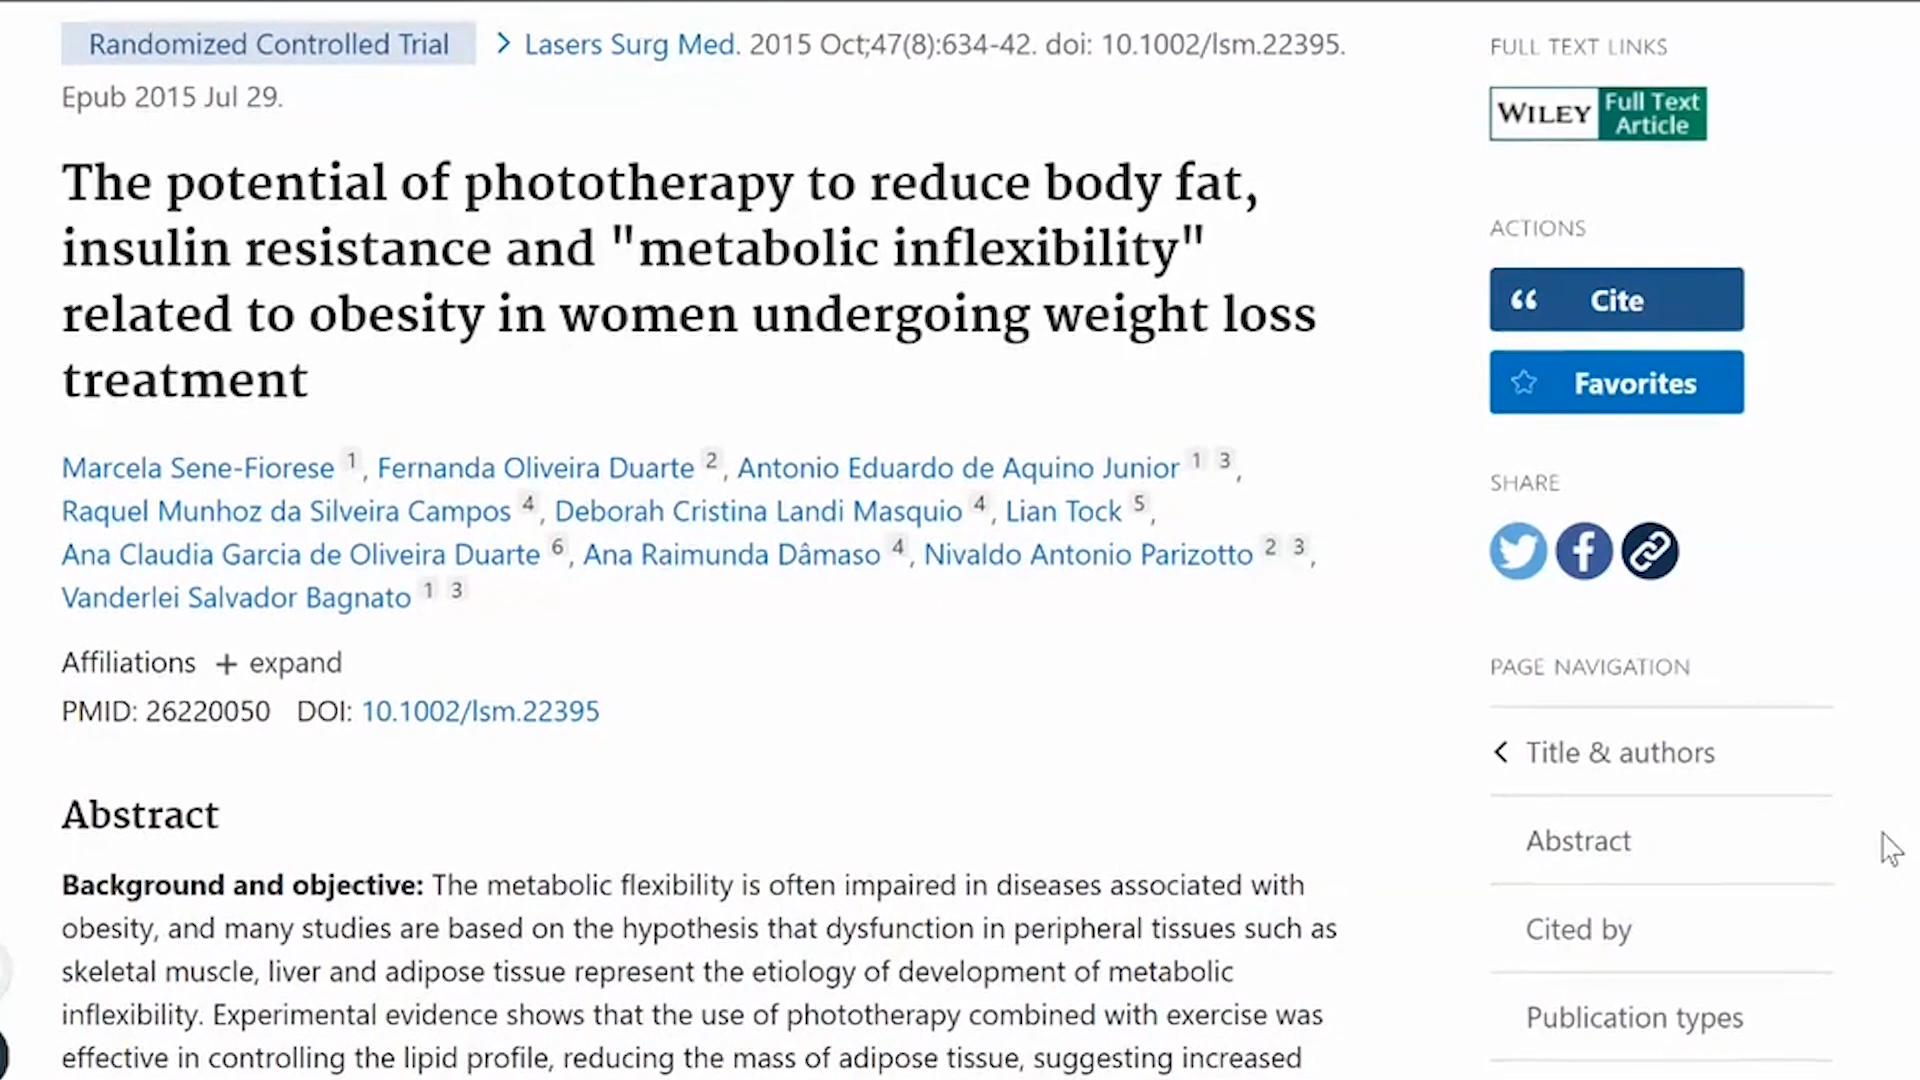 Randomized Controlled Trial > Lasers Surg Med. 2015 Oct;47(8):634-42. doi: 10.1002/lsm.22395.
Epub 2015 Jul 29.
The potential of phototherapy to reduce body fat,
insulin resistance and "metabolic inflexibility"
related to obesity in women undergoing weight loss
treatment
Marcela Sene-Fiorese 1, Fernanda Oliveira Duarte 2, Antonio Eduardo de Aquino Junior 1 3,
Raquel Munhoz da Silveira Campos 4, Deborah Cristina Landi Masquio 4, Lian Tock 5,
Ana Claudia Garcia de Oliveira Duarte 6, Ana Raimunda Dâmaso 4, Nivaldo Antonio Parizotto 2 3,
Vanderlei Salvador Bagnato 1 3
Affiliations + expand
PMID: 26220050 DOI: 10.1002/lsm.22395
Abstract
Background and objective: The metabolic flexibility is often impaired in diseases associated with
obesity, and many studies are based on the hypothesis that dysfunction in peripheral tissues such as
skeletal muscle, liver and adipose tissue represent the etiology of development of metabolic
inflexibility. Experimental evidence shows that the use of phototherapy combined with exercise was
effective in controlling the lipid profile, reducing the mass of adipose tissue, suggesting increased
FULL TEXT LINKS
WILEY Full Text
Article
ACTIONS
Cite
Favorites
SHARE
PAGE NAVIGATION
Title & authors
Abstract
Cited by
Publication types